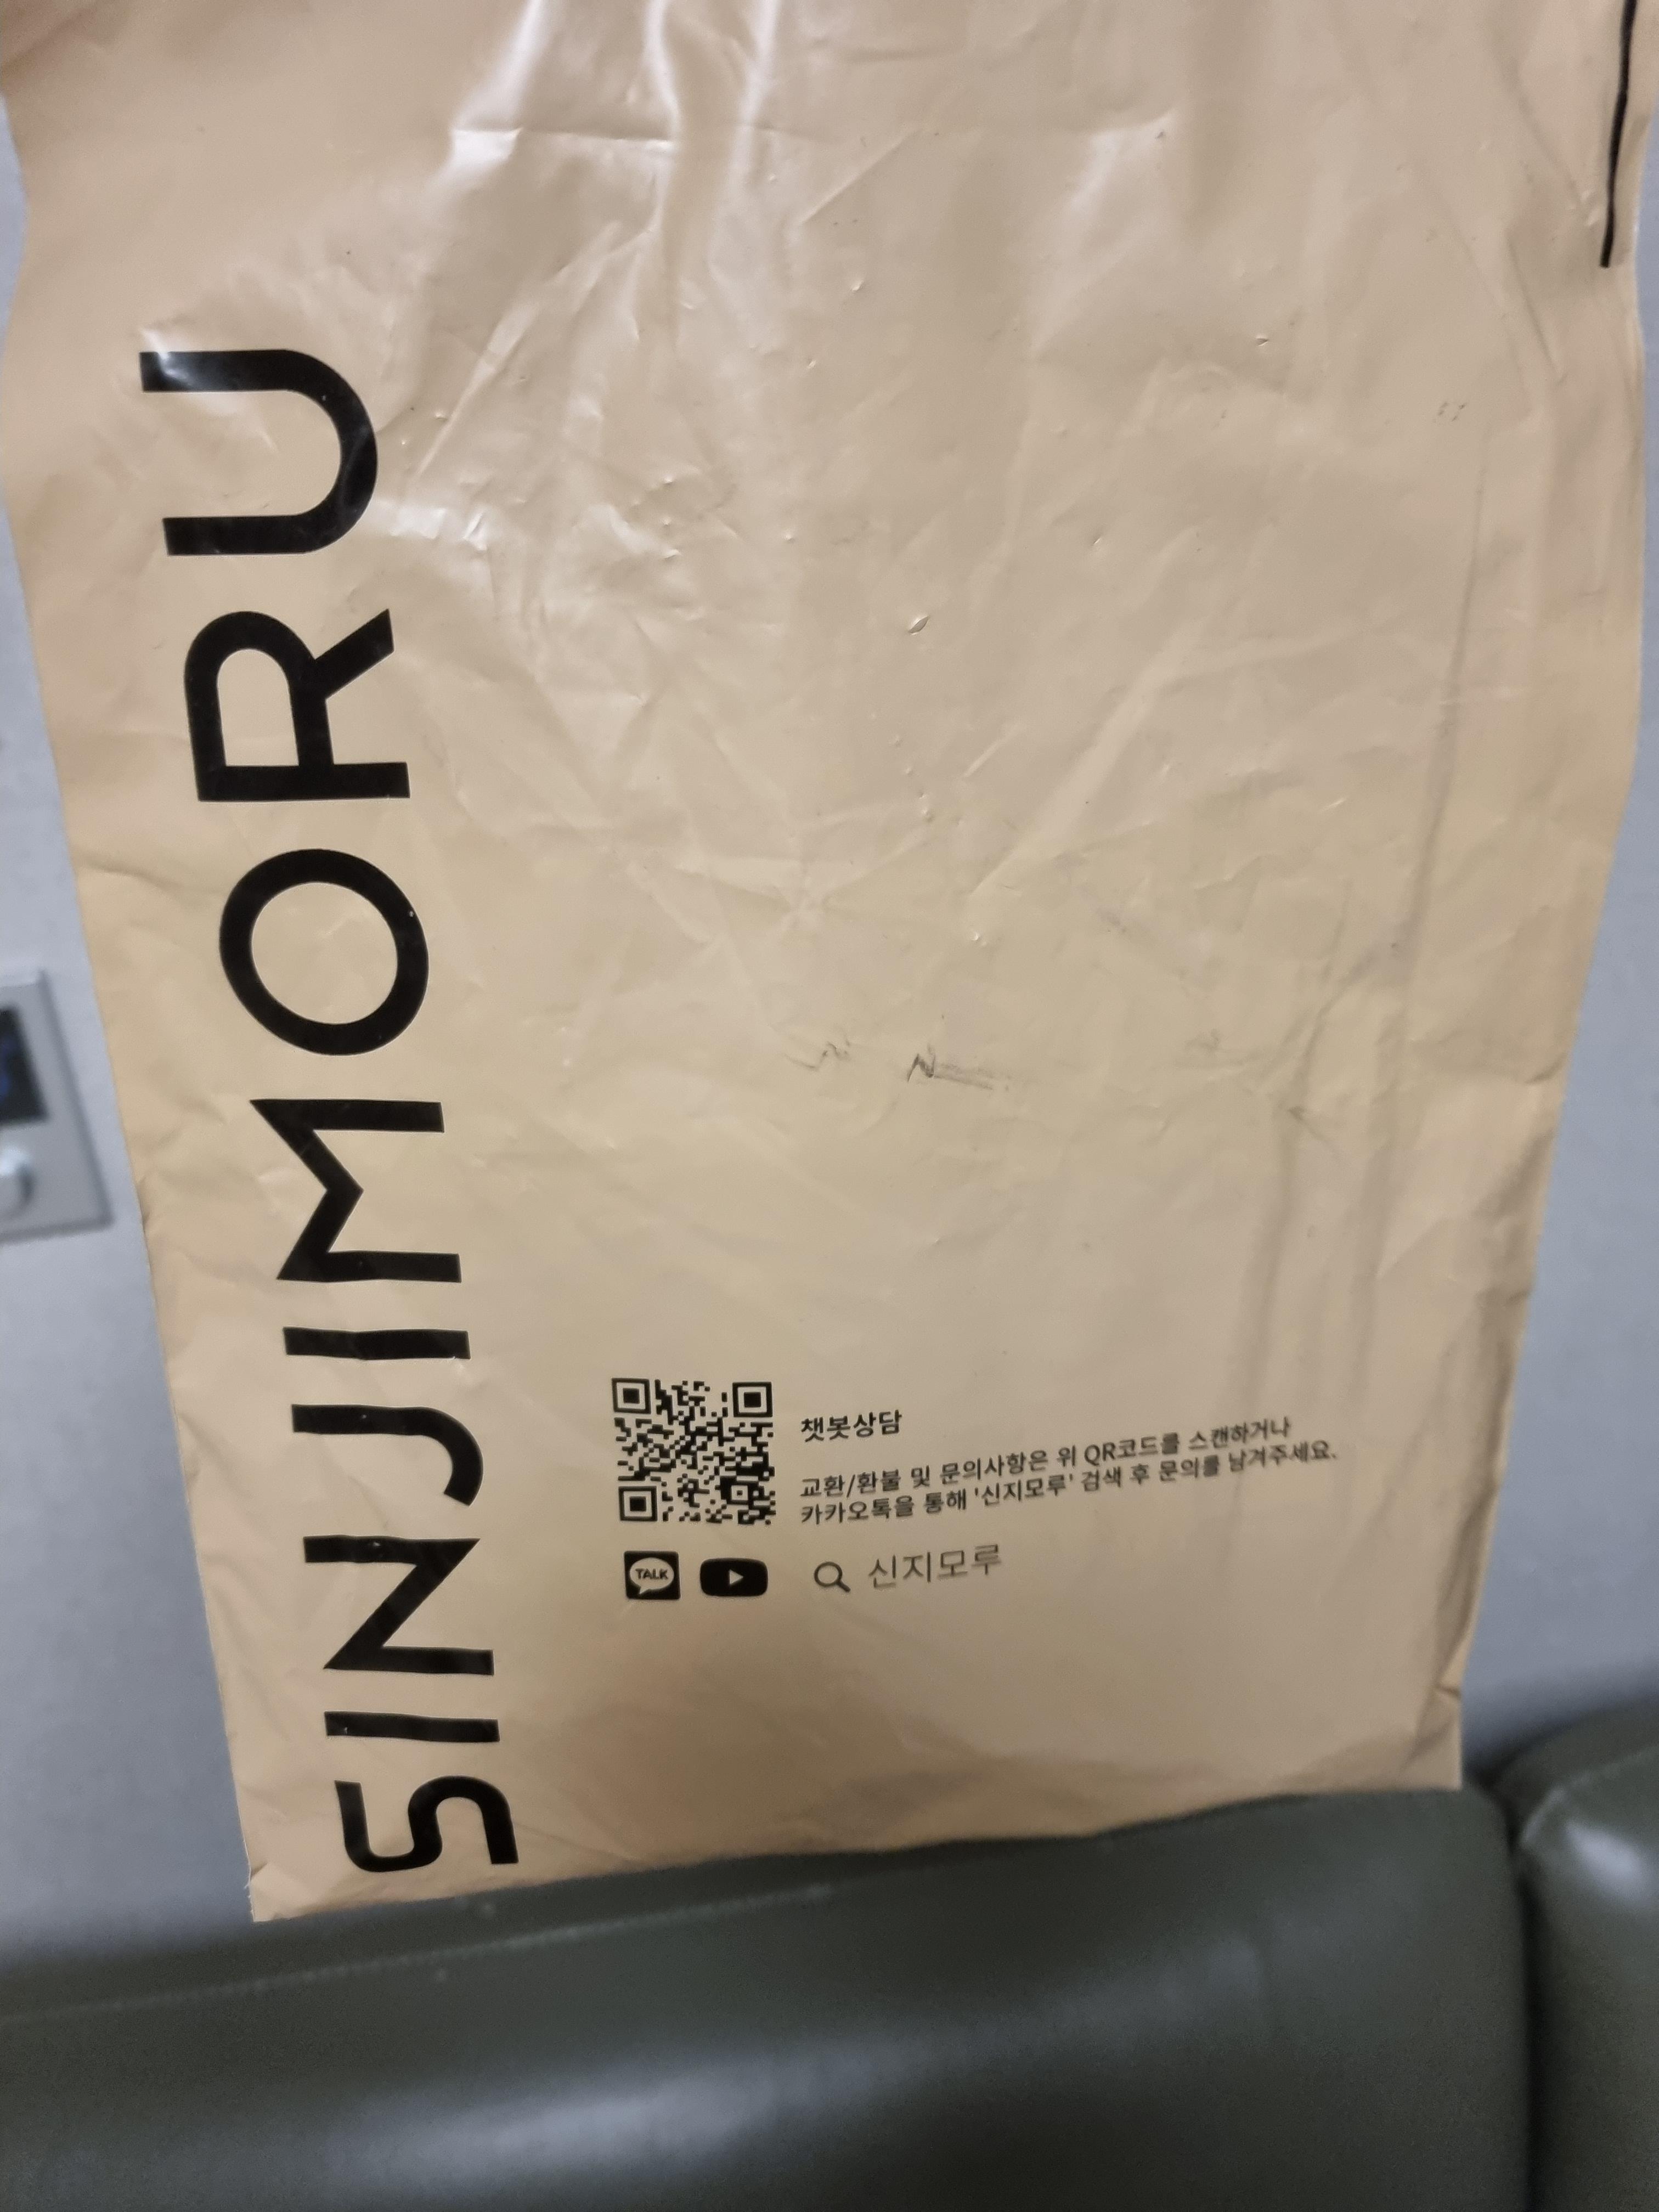 SINJIMORU
챗봇상담
교환/환불 및 문의사항은 위 QR코드를 스캔하거나
카카오톡을 통해 '신지모루' 검색 후 문의를 남겨주세요.
TALK
신지모루